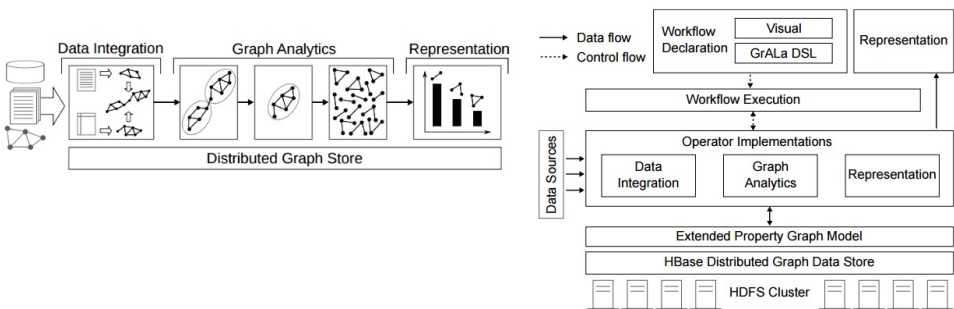 Data Integration
Graph Analytics
Representation
Distributed Graph Store
Data flow
Control flow
Workflow
Declaration
Visual
GrALa DSL
Representation
Workflow Execution
Data Sources
Operator Implementations
Data
Integration
Graph
Analytics
Representation
Extended Property Graph Model
HBase Distributed Graph Data Store
HDFS Cluster